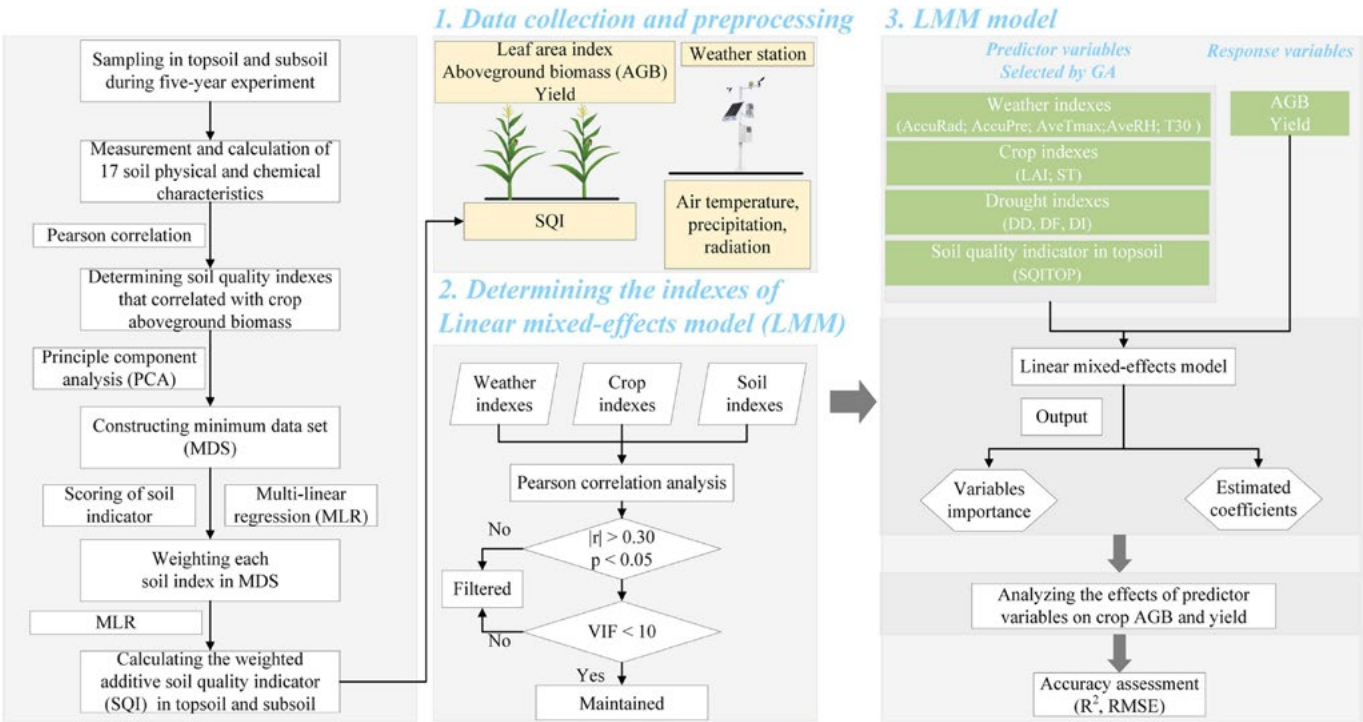 Sampling in topsoil and subsoil
during five-year experiment
Measurement and calculation of
17 soil physical and chemical
characteristics
Pearson correlation
Determining soil quality indexes
that correlated with crop
aboveground biomass
Principle component
analysis (PCA)
Constructing minimum data set
(MDS)
Scoring of soil
indicator
Multi-linear
regression (MLR)
Weighting each
soil index in MDS
MLR
Calculating the weighted
additive soil quality indicator
(SQI) in topsoil and subsoil
1. Data collection and preprocessing
Leaf area index
Aboveground biomass (AGB)
Yield
Weather station
SQI
Air temperature,
precipitation,
radiation
2. Determining the indexes of
Linear mixed-effects model (LMM)
Weather
indexes
Crop
indexes
Soil
indexes
Pearson correlation analysis
No
|r| > 0.30
p < 0.05
Filtered
No
VIF < 10
Yes
Maintained
3. LMM model
Predictor variables
Selected by GA
Response variables
Weather indexes
(AccuRad; AccuPre; AveTmax;AveRH; T30 )
Crop indexes
(LAI; ST)
Drought indexes
(DD, DF, DI)
Soil quality indicator in topsoil
(SQITOP)
AGB
Yield
Linear mixed-effects model
Output
Variables
importance
Estimated
coefficients
Analyzing the effects of predictor
variables on crop AGB and yield
Accuracy assessment
(R², RMSE)